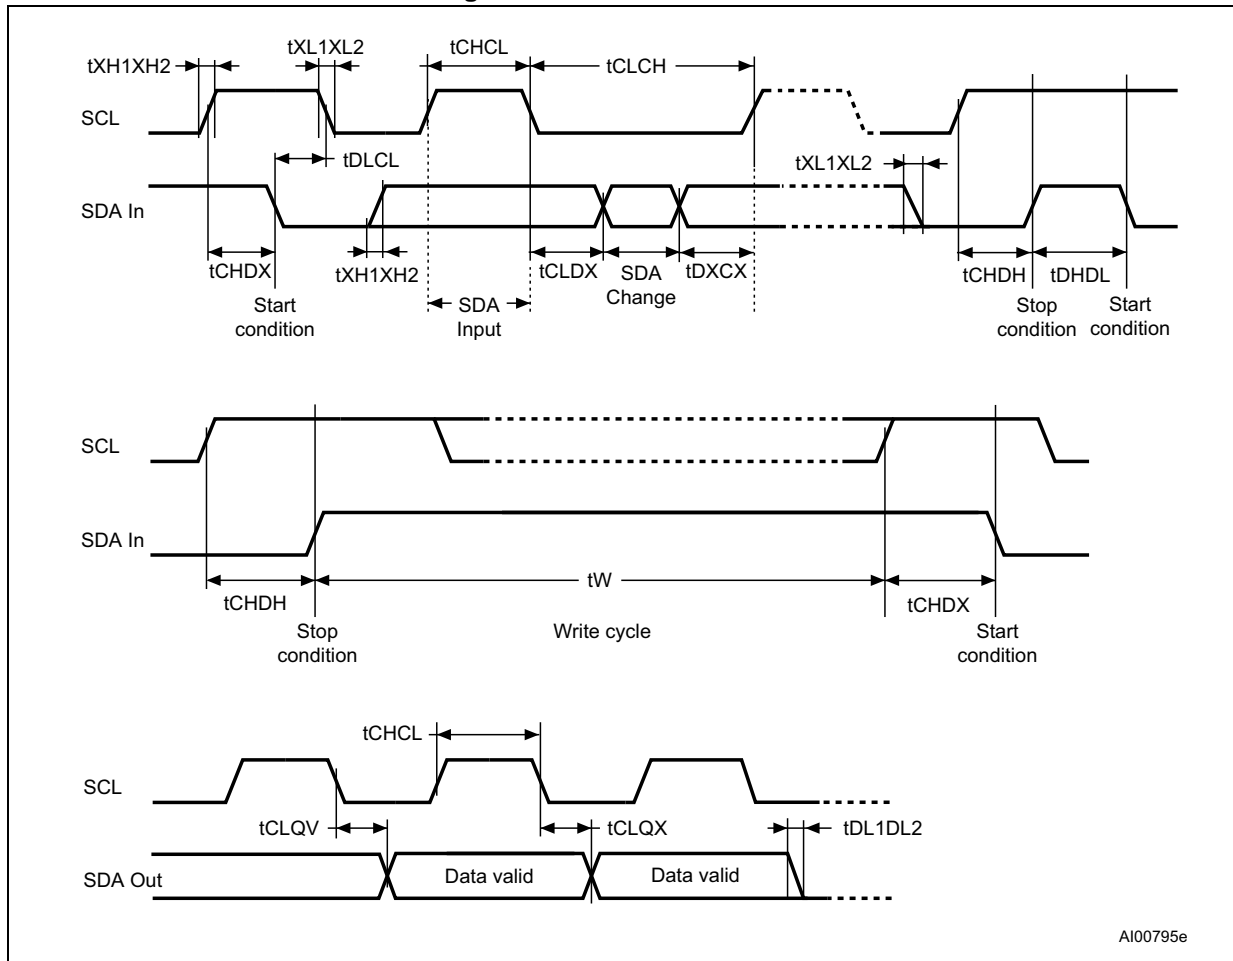 tXL1XL2
tCHCL
tXH1XH2
tCLCH
SCL
tDLCL
tXL1XL2
SDA In
tCHDX
tXH1XH2
tCLDX
SDA
Change
tDXCX
tCHDH
tDHDL
Start
condition
SDA
Input
Stop
condition
Start
condition
SCL
SDA In
tCHDH
tW
tCHDX
Stop
condition
Write cycle
Start
condition
tCHCL
SCL
tCLQV
tCLQX
tDL1DL2
SDA Out
Data valid
Data valid
AI00795e